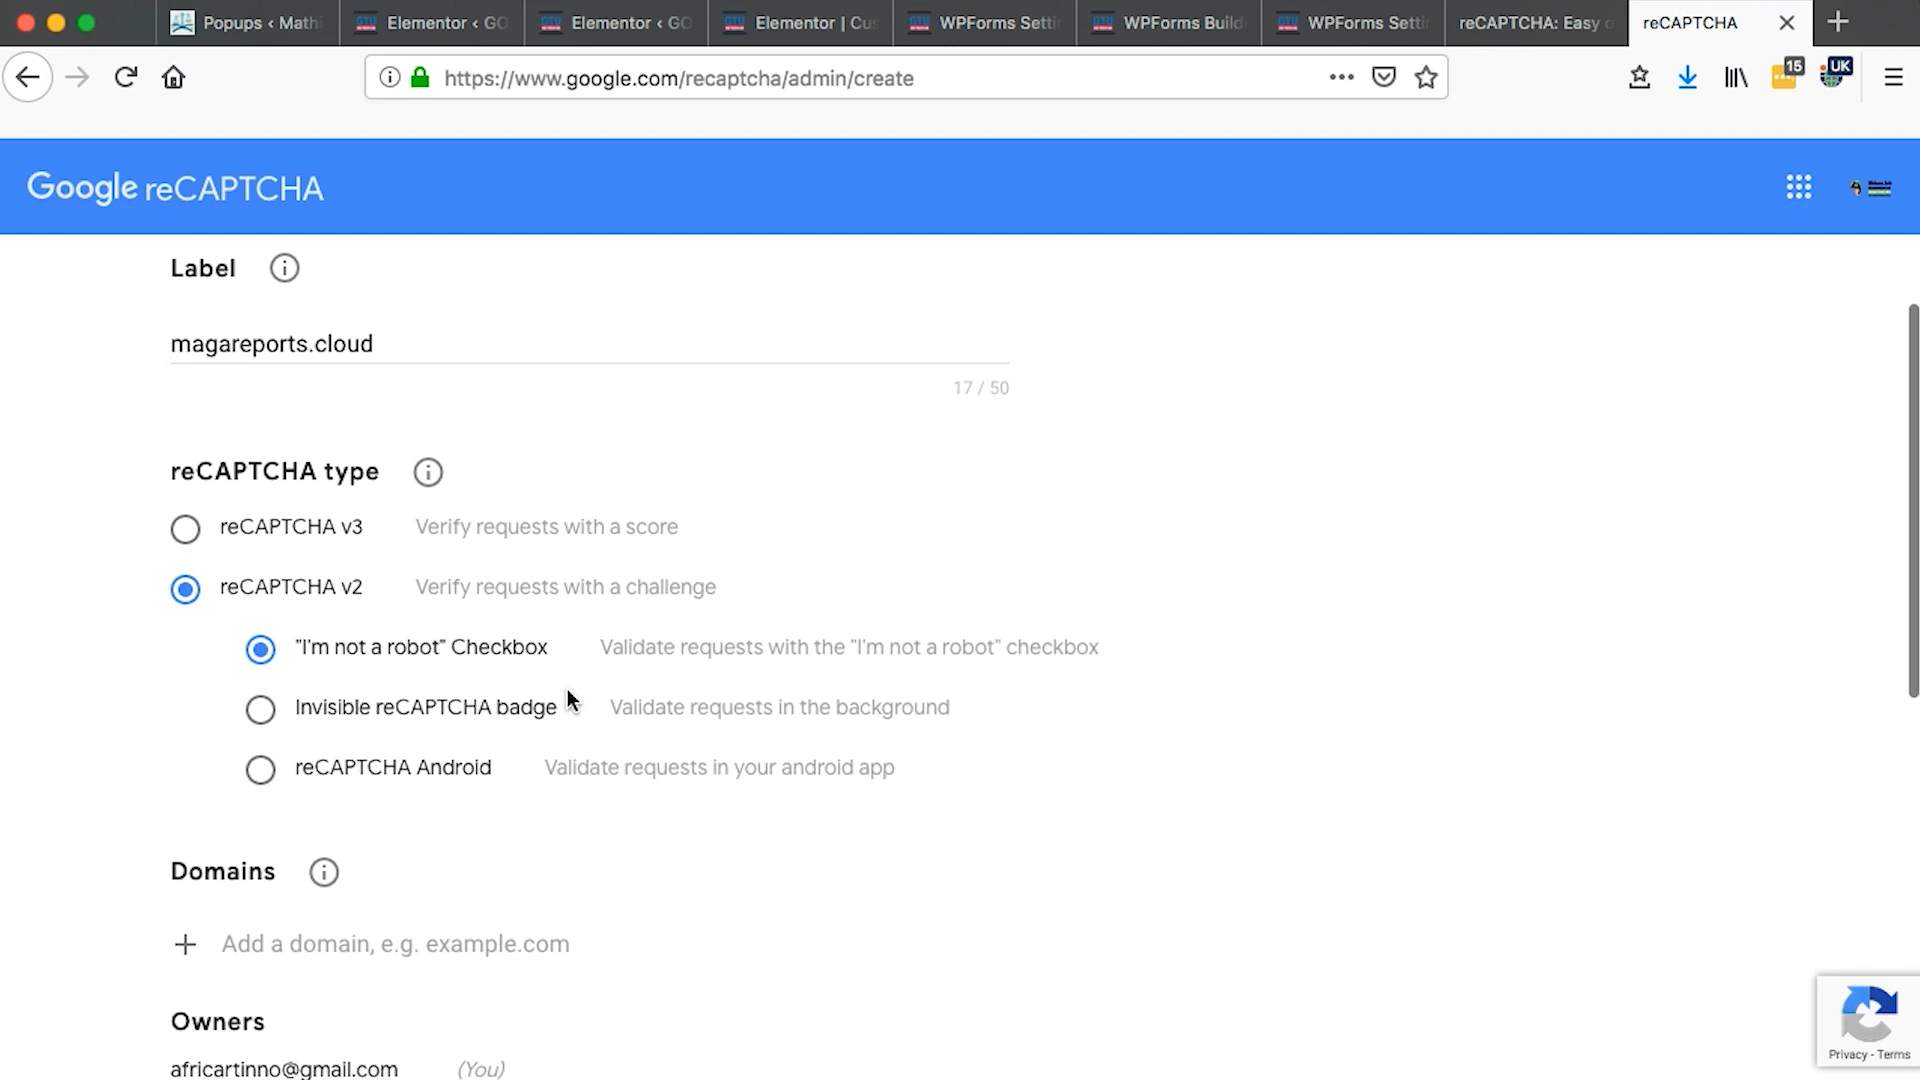 Popups ‹ Mathi
Elementor ‹ GO
Elementor ‹ GO
Elementor | Cus
WPForms Setti
WPForms Build
WPForms Setti
reCAPTCHA: Easy o
reCAPTCHA
https://www.google.com/recaptcha/admin/create
15
UK
Google reCAPTCHA
Label
magareports.cloud
17 / 50
reCAPTCHA type
reCAPTCHA v3 Verify requests with a score
reCAPTCHA v2 Verify requests with a challenge
"I'm not a robot" Checkbox Validate requests with the "I'm not a robot" checkbox
Invisible reCAPTCHA badge Validate requests in the background
reCAPTCHA Android Validate requests in your android app
Domains
Add a domain, e.g. example.com
Owners
africartinno@gmail.com (You)
Privacy - Terms